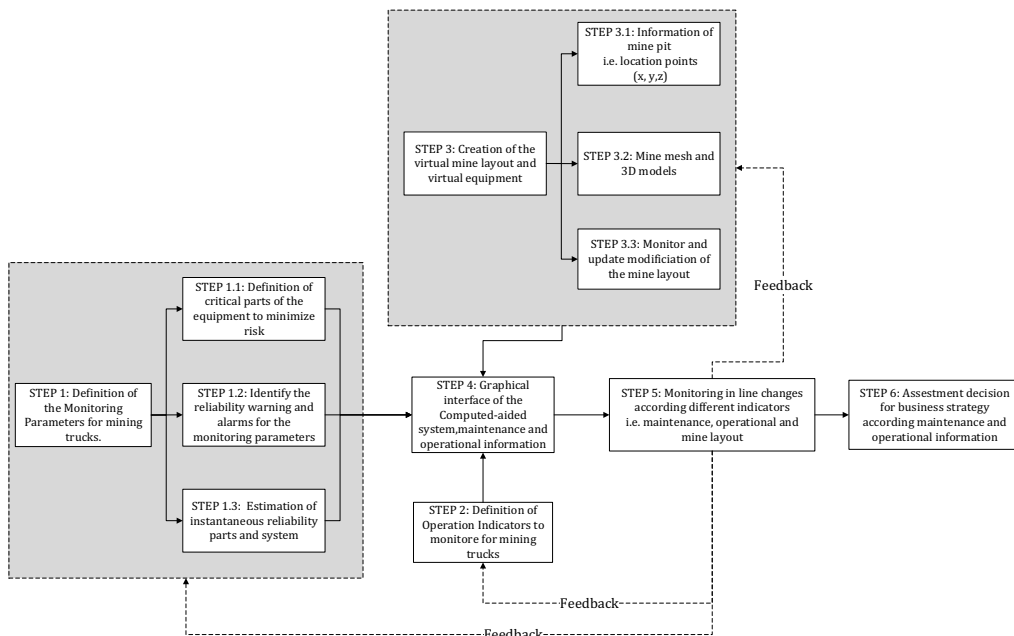 STEP 3.1: Information of
mine pit
i.e. location points
(x, y,z)
STEP 3: Creation of the
virtual mine layout and
virtual equipment
STEP 3.2: Mine mesh and
3D models
STEP 3.3: Monitor and
update modificiation of
the mine layout
Feedback
STEP 1.1: Definition of
critical parts of the
equipment to minimize
risk
STEP 1: Definition of
the Monitoring
Parameters for mining
trucks.
STEP 1.2: Identify the
reliability warning and
alarms for the
monitoring parameters
STEP 1.3: Estimation of
instantaneous reliability
parts and system
STEP 4: Graphical
interface of the
Computed-aided
system,maintenance and
operational information
STEP 5: Monitoring in line changes
according different indicators
i.e. maintenance, operational and
mine layout
STEP 6: Assestment decision
for business strategy
according maintenance and
operational information
STEP 2: Definition of
Operation Indicators to
monitore for mining
trucks
Feedback
Feedback